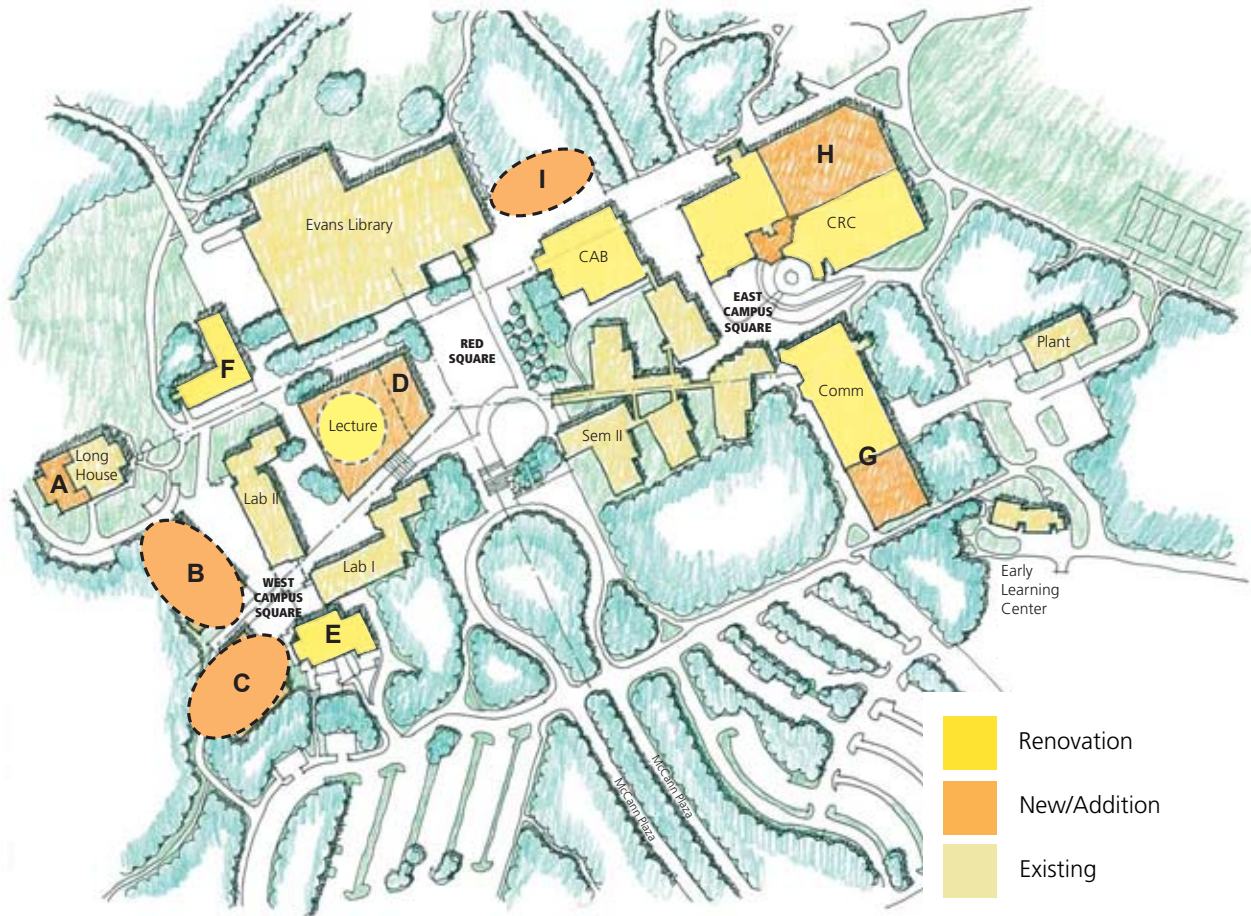 H
I
CRC
Evans Library
CAB
EAST
CAMPUS
SQUARE
RED
SQUARE
Plant
F
D
Comm
Lecture
Sem II
Long
House
A
G
Lab II
B
Lab I
WEST
CAMPUS
SQUARE
Early
Learning
Center
E
C
McCann Plaza
McCann Plaza
Renovation
New/Addition
Existing